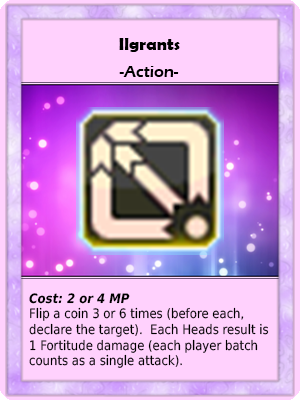 Ilgrants
-Action-
Cost: 2 or 4 MP
Flip a coin 3 or 6 times (before each,
declare the target).  Each Heads result is
1 Fortitude damage (each player batch
counts as a single attack).